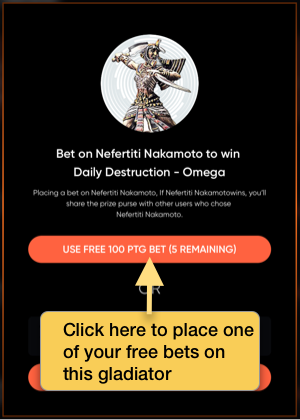 Bet on Nefertiti Nakamoto to win
Daily Destruction - Omega
Placing a bet on Nefertiti Nakamoto, If Nefertiti Nakamotowins, you'll
share the prize purse with other users who chose
Nefertiti Nakamoto.
USE FREE 100 PTG BET (5 REMAINING)
OR
Click here to place one
of your free bets on
this gladiator